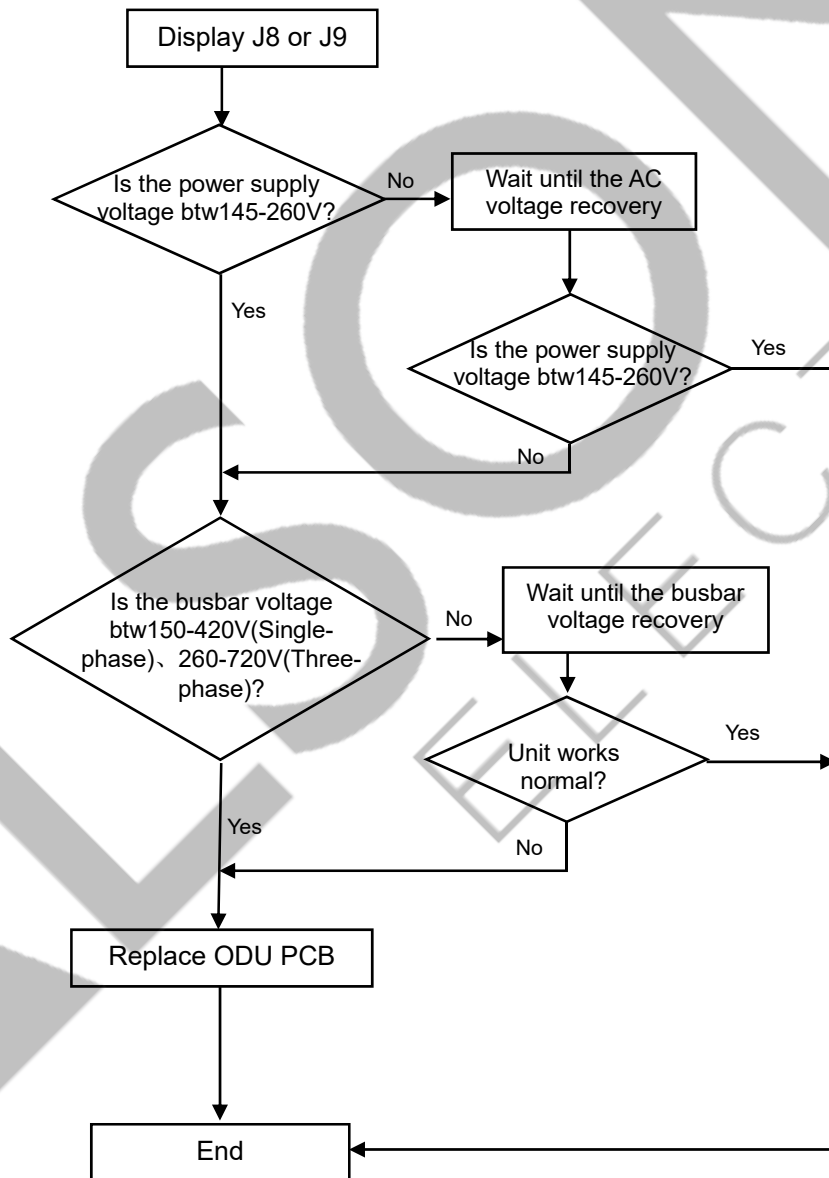 Display J8 or J9
Is the power supply
voltage btw145-260V?
No
Wait until the AC
voltage recovery
Yes
Is the power supply
voltage btw145-260V?
Yes
No
Is the busbar voltage
btw150-420V(Single-
phase)、260-720V(Three-
phase)?
No
Wait until the busbar
voltage recovery
Unit works
normal?
Yes
Yes
No
Replace ODU PCB
End